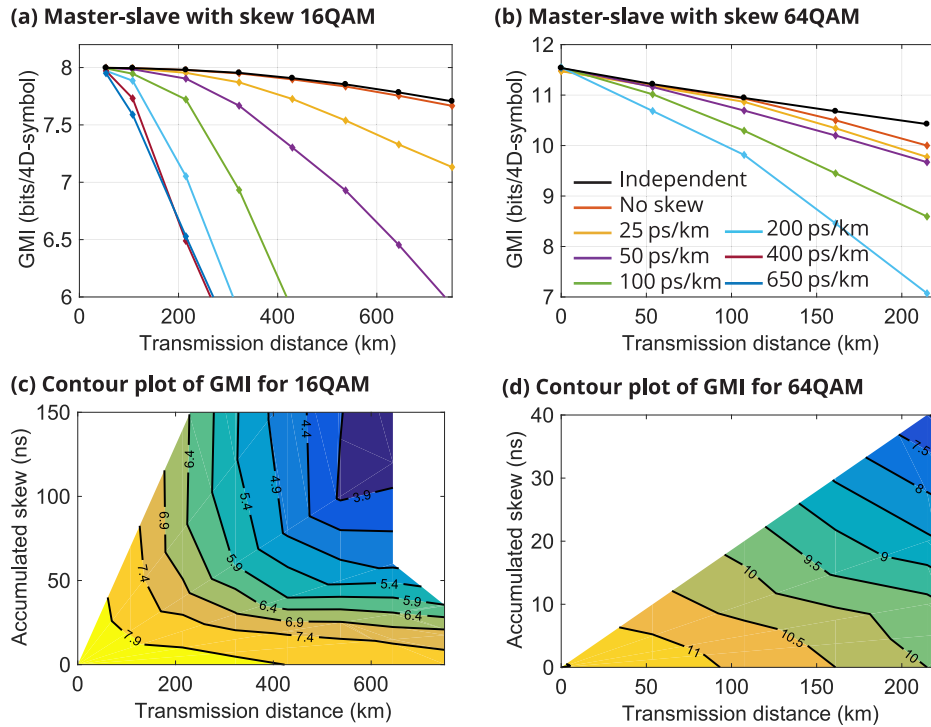 (a) Master-slave with skew 16QAM
GMI (bits/4D-symbol)
8
7.5
7
6.5
6
0 200 400 600
Transmission distance (km)
(b) Master-slave with skew 64QAM
GMI (bits/4D-symbol)
12
11
10
9
8
7
Independent
No skew
25 ps/km 200 ps/km
50 ps/km 400 ps/km
100 ps/km 650 ps/km
0 50 100 150 200
Transmission distance (km)
(c) Contour plot of GMI for 16QAM
Accumulated skew (ns)
150
100
50
0
6.4 4.4
4.9
5.4 3.9
6.9
5.9
7.4 5.4
5.9
6.4 6.4
6.9
7.4
7.9
0 200 400 600
Transmission distance (km)
(d) Contour plot of GMI for 64QAM
Accumulated skew (ns)
40
30
20
10
0
7.5
8
9
9.5
10
10.5
11 10
0 50 100 150 200
Transmission distance (km)